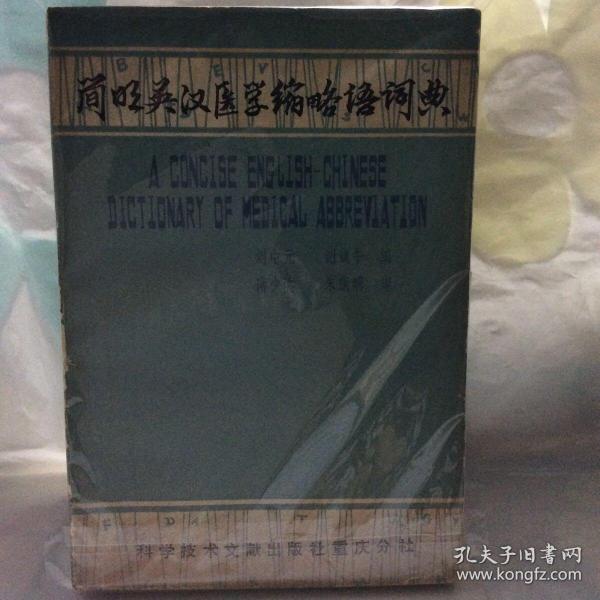 B E V C
简明英汉医学缩略语词典
A CONCISE ENGLISH-CHINESE
DICTIONARY OF MEDICAL ABBREVIATION
编
F D T S
科学技术文献出版社重庆分社
孔夫子旧书网
www.kongfz.com